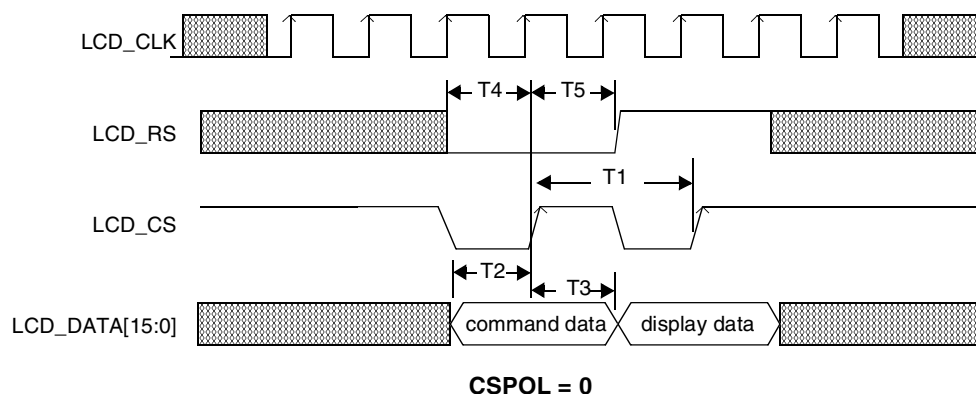 LCD_CLK
T4
T5
LCD_RS
T1
LCD_CS
T2
T3
LCD_DATA[15:0]
command data
display data
CSPOL = 0